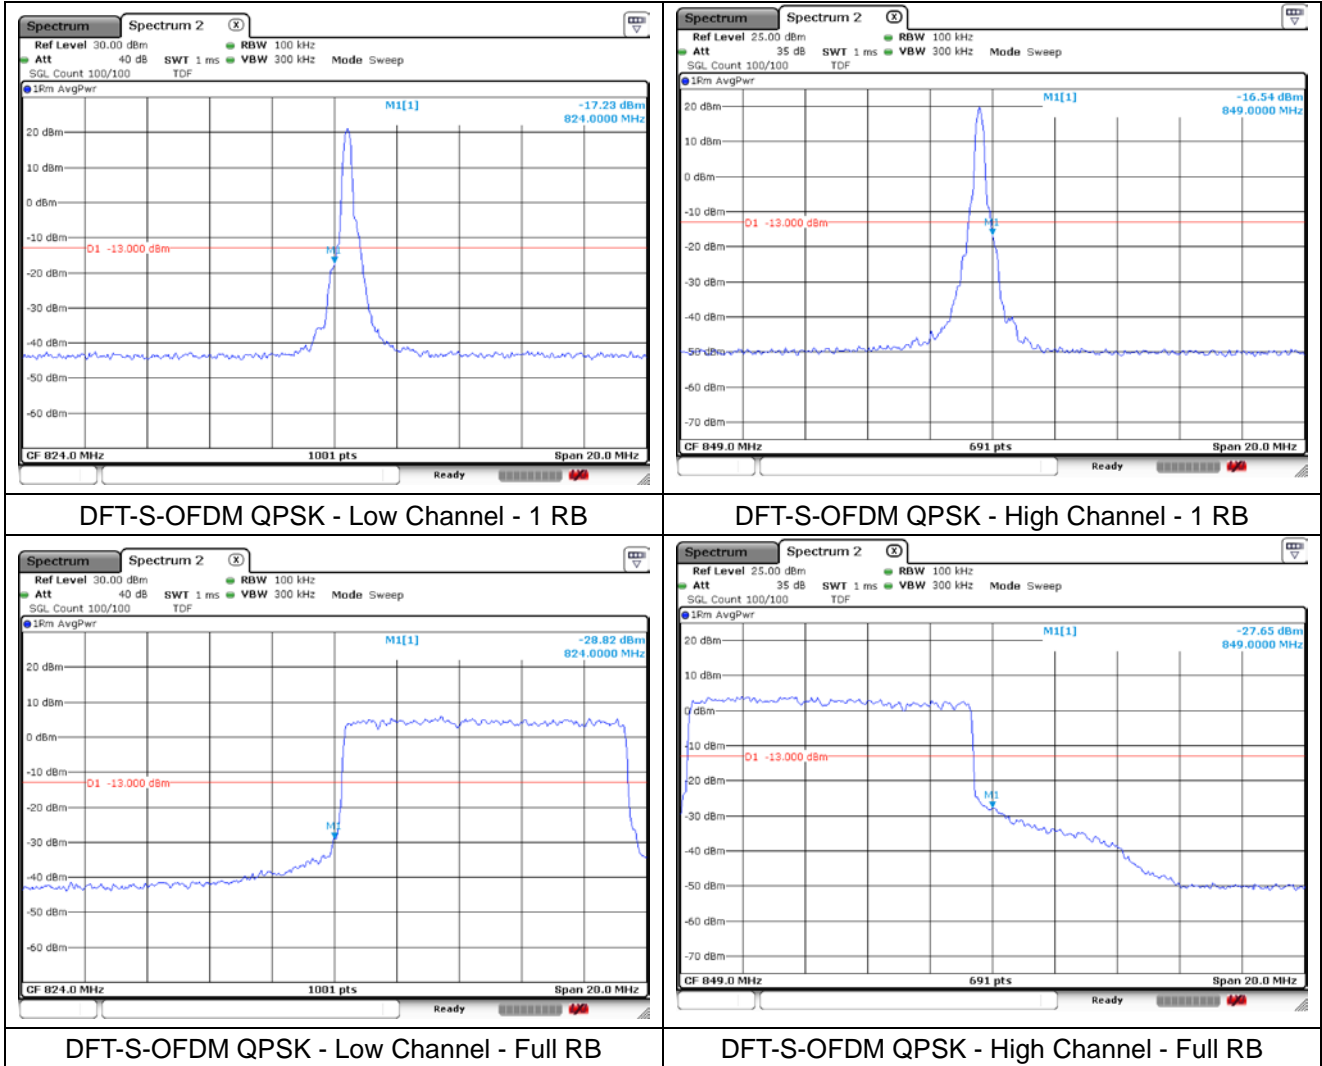 Spectrum Spectrum 2 X
Ref Level 30.00 dBm RBW 100 kHz
Att 40 dB SWT 1 ms VBW 300 kHz Mode Sweep
SGL Count 100/100 TDF
1Rm AvgPwr
M1[1] -17.23 dBm
824.0000 MHz
20 dBm
10 dBm
0 dBm
-10 dBm
D1 -13.000 dBm
M1
-20 dBm
-30 dBm
-40 dBm
-50 dBm
-60 dBm
CF 824.0 MHz 1001 pts Span 20.0 MHz
Ready
Spectrum Spectrum 2 X
Ref Level 25.00 dBm RBW 100 kHz
Att 35 dB SWT 1 ms VBW 300 kHz Mode Sweep
SGL Count 100/100 TDF
1Rm AvgPwr
M1[1] -16.54 dBm
849.0000 MHz
20 dBm
10 dBm
0 dBm
-10 dBm
D1 -13.000 dBm
M1
-20 dBm
-30 dBm
-40 dBm
-50 dBm
-60 dBm
-70 dBm
CF 849.0 MHz 691 pts Span 20.0 MHz
Ready
DFT-S-OFDM QPSK - Low Channel - 1 RB
DFT-S-OFDM QPSK - High Channel - 1 RB
Spectrum Spectrum 2 X
Ref Level 30.00 dBm RBW 100 kHz
Att 40 dB SWT 1 ms VBW 300 kHz Mode Sweep
SGL Count 100/100 TDF
1Rm AvgPwr
M1[1] -28.82 dBm
824.0000 MHz
20 dBm
10 dBm
0 dBm
-10 dBm
D1 -13.000 dBm
-20 dBm
M1
-30 dBm
-40 dBm
-50 dBm
-60 dBm
CF 824.0 MHz 1001 pts Span 20.0 MHz
Ready
Spectrum Spectrum 2 X
Ref Level 25.00 dBm RBW 100 kHz
Att 35 dB SWT 1 ms VBW 300 kHz Mode Sweep
SGL Count 100/100 TDF
1Rm AvgPwr
M1[1] -27.65 dBm
849.0000 MHz
20 dBm
10 dBm
0 dBm
-10 dBm
D1 -13.000 dBm
-20 dBm
M1
-30 dBm
-40 dBm
-50 dBm
-60 dBm
-70 dBm
CF 849.0 MHz 691 pts Span 20.0 MHz
Ready
DFT-S-OFDM QPSK - Low Channel - Full RB
DFT-S-OFDM QPSK - High Channel - Full RB